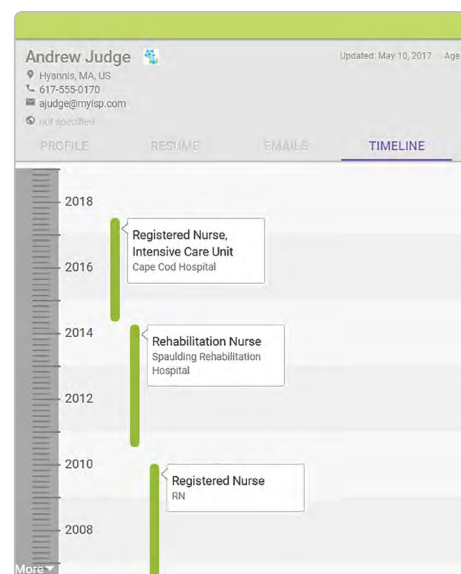 Andrew Judge
Updated: May 10, 2017 Age
Hyannis, MA, US
617-555-0170
ajudge@myisp.com
not specified
PROFILE RESUME EMAILS TIMELINE
2018
Registered Nurse,
Intensive Care Unit
2016
Cape Cod Hospital
2014
Rehabilitation Nurse
Spaulding Rehabilitation
Hospital
2012
2010
Registered Nurse
RN
2008
More